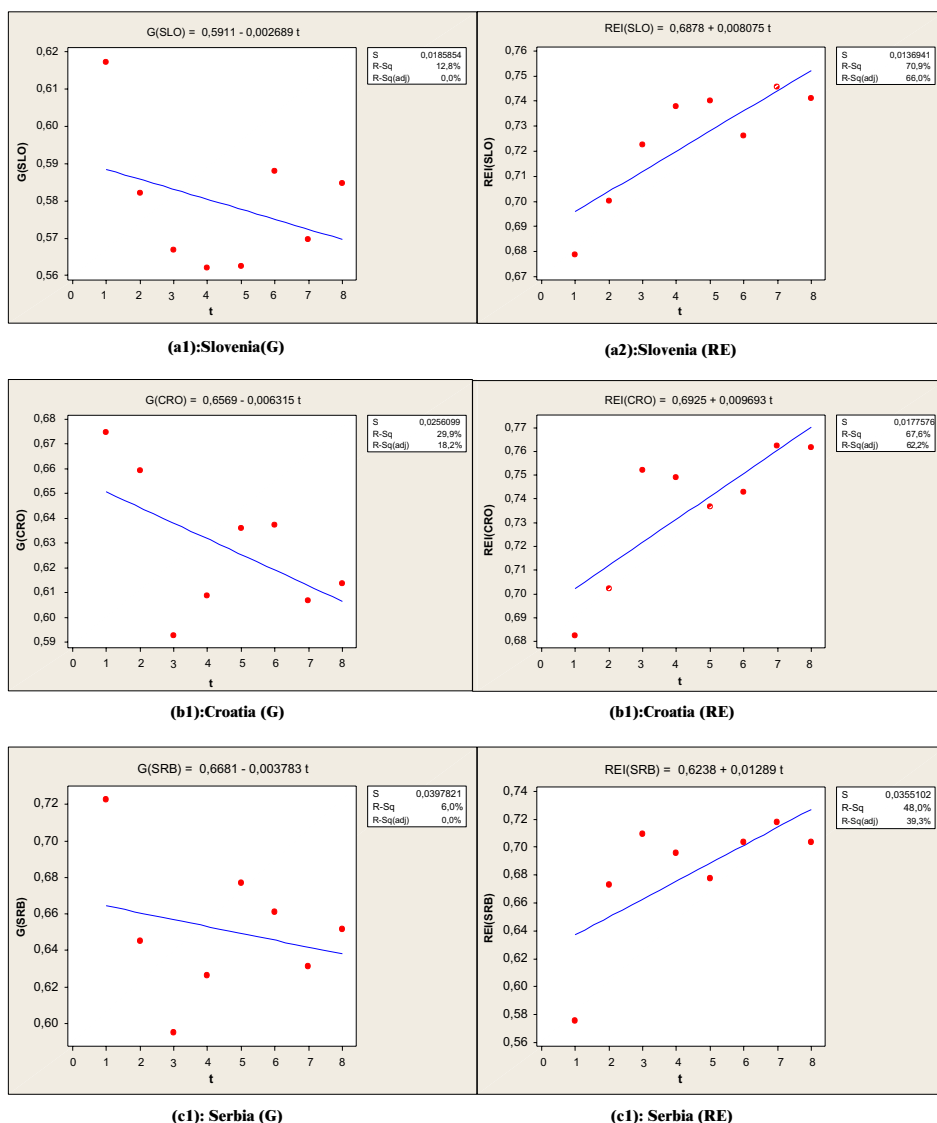 G(SLO) = 0,5911 - 0,002689 t
S 0,0185854
R-Sq 12,8%
R-Sq(adj) 0,0%
0,62
0,61
0,60
0,59
0,58
0,57
0,56
G(SLO)
0 1 2 3 4 5 6 7 8
t
(a1):Slovenia(G)
REI(SLO) = 0,6878 + 0,008075 t
S 0,0136941
R-Sq 70,9%
R-Sq(adj) 66,0%
0,76
0,75
0,74
0,73
0,72
0,71
0,70
0,69
0,68
0,67
REI(SLO)
0 1 2 3 4 5 6 7 8
t
(a2):Slovenia (RE)
G(CRO) = 0,6569 - 0,006315 t
S 0,0256099
R-Sq 29,9%
R-Sq(adj) 18,2%
0,68
0,67
0,66
0,65
0,64
0,63
0,62
0,61
0,60
0,59
G(CRO)
0 1 2 3 4 5 6 7 8
t
(b1):Croatia (G)
REI(CRO) = 0,6925 + 0,009693 t
S 0,0177576
R-Sq 67,6%
R-Sq(adj) 62,2%
0,77
0,76
0,75
0,74
0,73
0,72
0,71
0,70
0,69
0,68
REI(CRO)
0 1 2 3 4 5 6 7 8
t
(b1):Croatia (RE)
G(SRB) = 0,6681 - 0,003783 t
S 0,0397821
R-Sq 6,0%
R-Sq(adj) 0,0%
0,72
0,70
0,68
0,66
0,64
0,62
0,60
G(SRB)
0 1 2 3 4 5 6 7 8
t
(c1): Serbia (G)
REI(SRB) = 0,6238 + 0,01289 t
S 0,0355102
R-Sq 48,0%
R-Sq(adj) 39,3%
0,74
0,72
0,70
0,68
0,66
0,64
0,62
0,60
0,58
0,56
REI(SRB)
0 1 2 3 4 5 6 7 8
t
(c1): Serbia (RE)